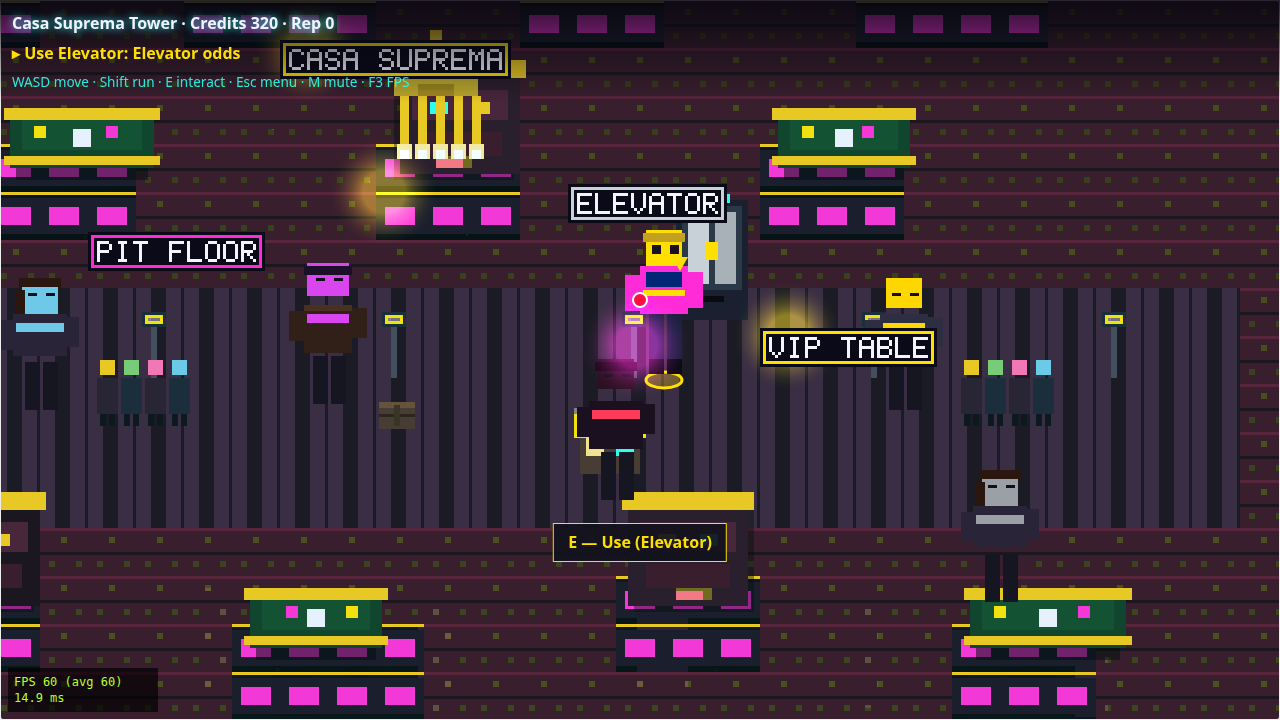 Casa Suprema Tower · Credits 320 · Rep 0
▸ Use Elevator: Elevator odds
CASA SUPREMA
WASD move · Shift run · E interact · Esc menu · M mute · F3 FPS
ELEVATOR
PIT FLOOR
VIP TABLE
E — Use (Elevator)
FPS 60 (avg 60)
14.9 ms